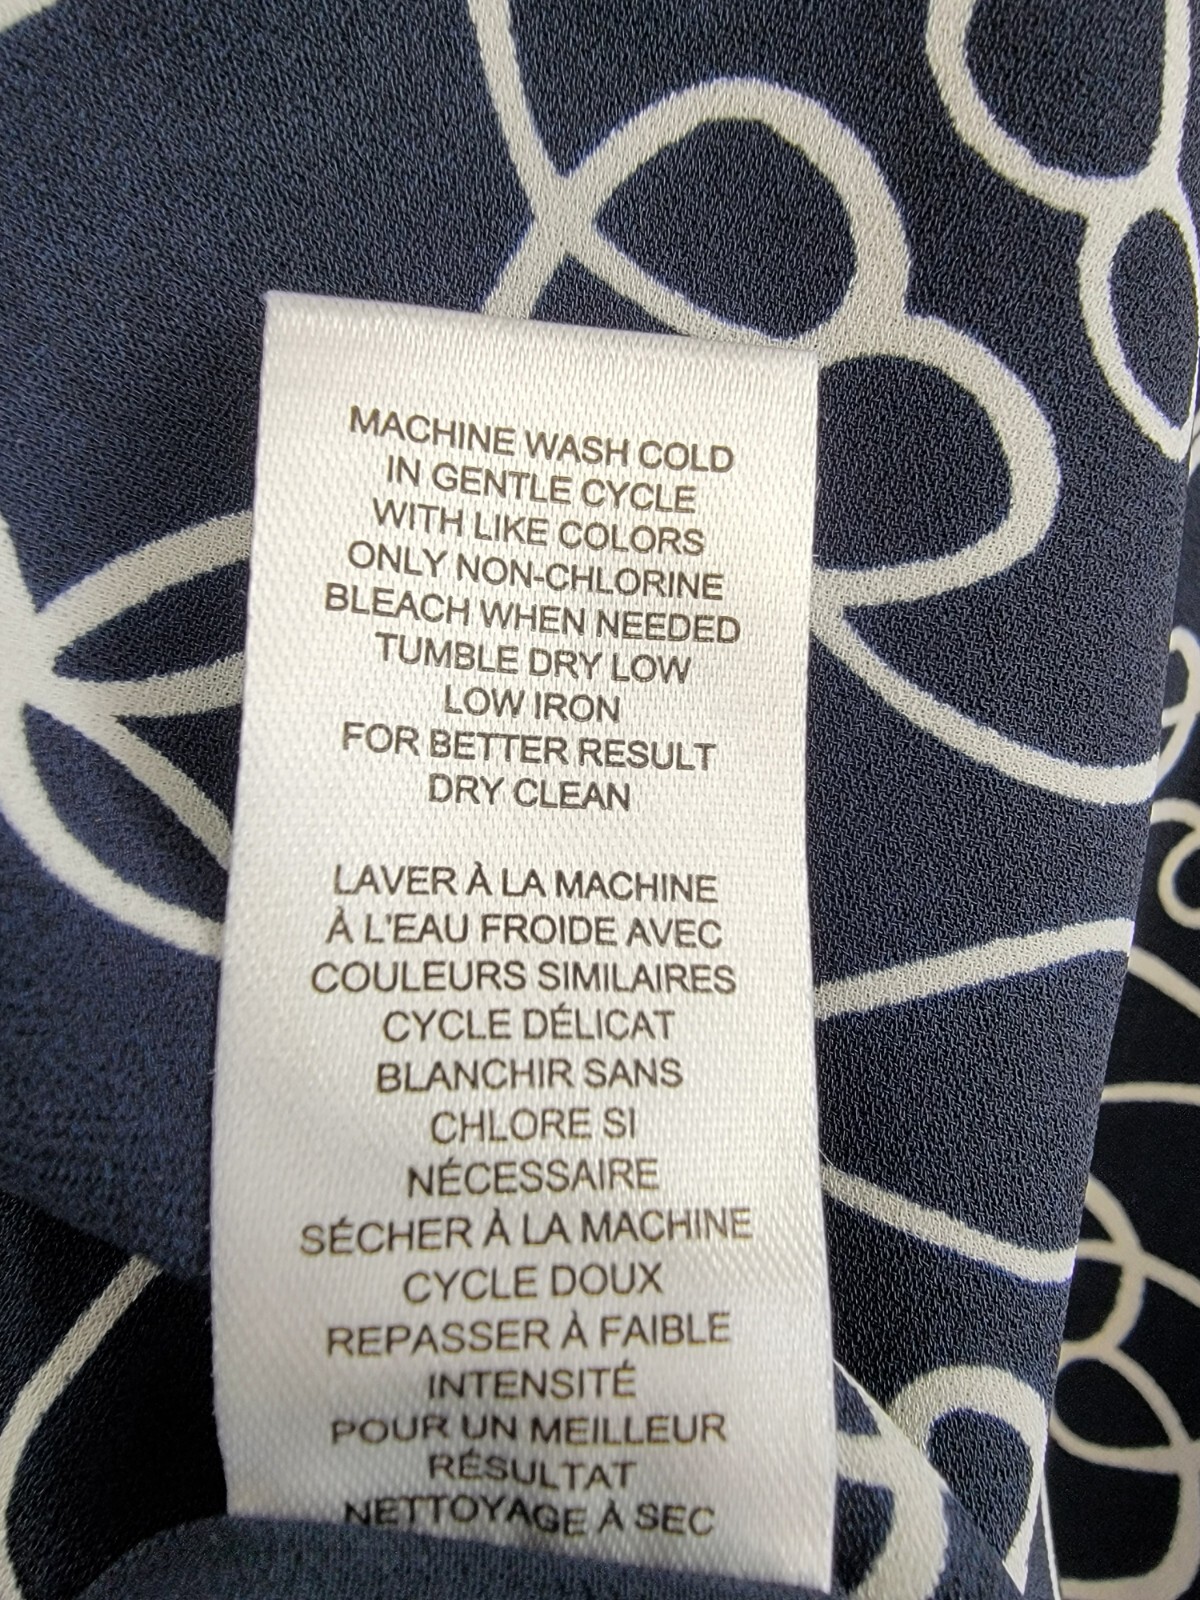 MACHINE WASH COLD
IN GENTLE CYCLE
WITH LIKE COLORS
ONLY NON-CHLORINE
BLEACH WHEN NEEDED
TUMBLE DRY LOW
LOW IRON
FOR BETTER RESULT
DRY CLEAN
LAVER À LA MACHINE
À L'EAU FROIDE AVEC
COULEURS SIMILAIRES
CYCLE DÉLICAT
BLANCHIR SANS
CHLORE SI
NÉCESSAIRE
SÉCHER À LA MACHINE
CYCLE DOUX
REPASSER À FAIBLE
INTENSITÉ
POUR UN MEILLEUR
RÉSULTAT
NETTOYAGE À SEC